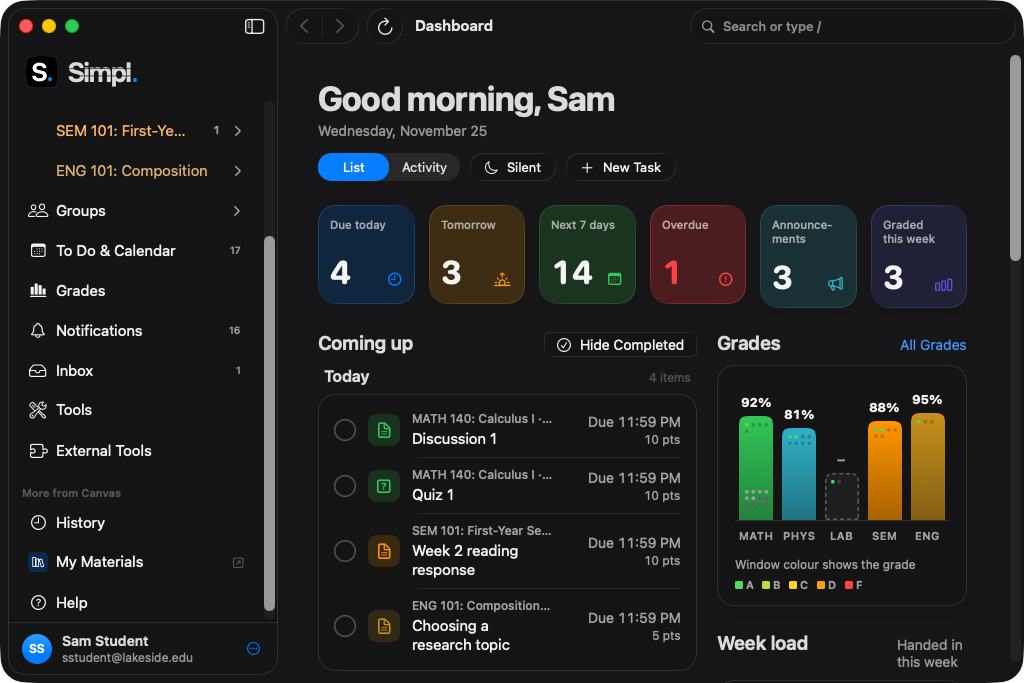 Dashboard
Search or type /
S.
Simpl.
SEM 101: First-Ye... 1
ENG 101: Composition
Groups
To Do & Calendar 17
Grades
Notifications 16
Inbox 1
Tools
External Tools
More from Canvas
History
My Materials
Help
SS
Sam Student
sstudent@lakeside.edu
Good morning, Sam
Wednesday, November 25
List Activity Silent New Task
Due today
4
Tomorrow
3
Next 7 days
14
Overdue
1
Announce-
ments
3
Graded
this week
3
Coming up
Hide Completed
Today
4 items
MATH 140: Calculus I ·...
Discussion 1
Due 11:59 PM
10 pts
MATH 140: Calculus I ·...
Quiz 1
Due 11:59 PM
10 pts
SEM 101: First-Year Se...
Week 2 reading
response
Due 11:59 PM
10 pts
ENG 101: Composition...
Choosing a
research topic
Due 11:59 PM
5 pts
Grades
All Grades
92% 81% – 88% 95%
MATH PHYS LAB SEM ENG
Window colour shows the grade
A B C D F
Week load
Handed in
this week